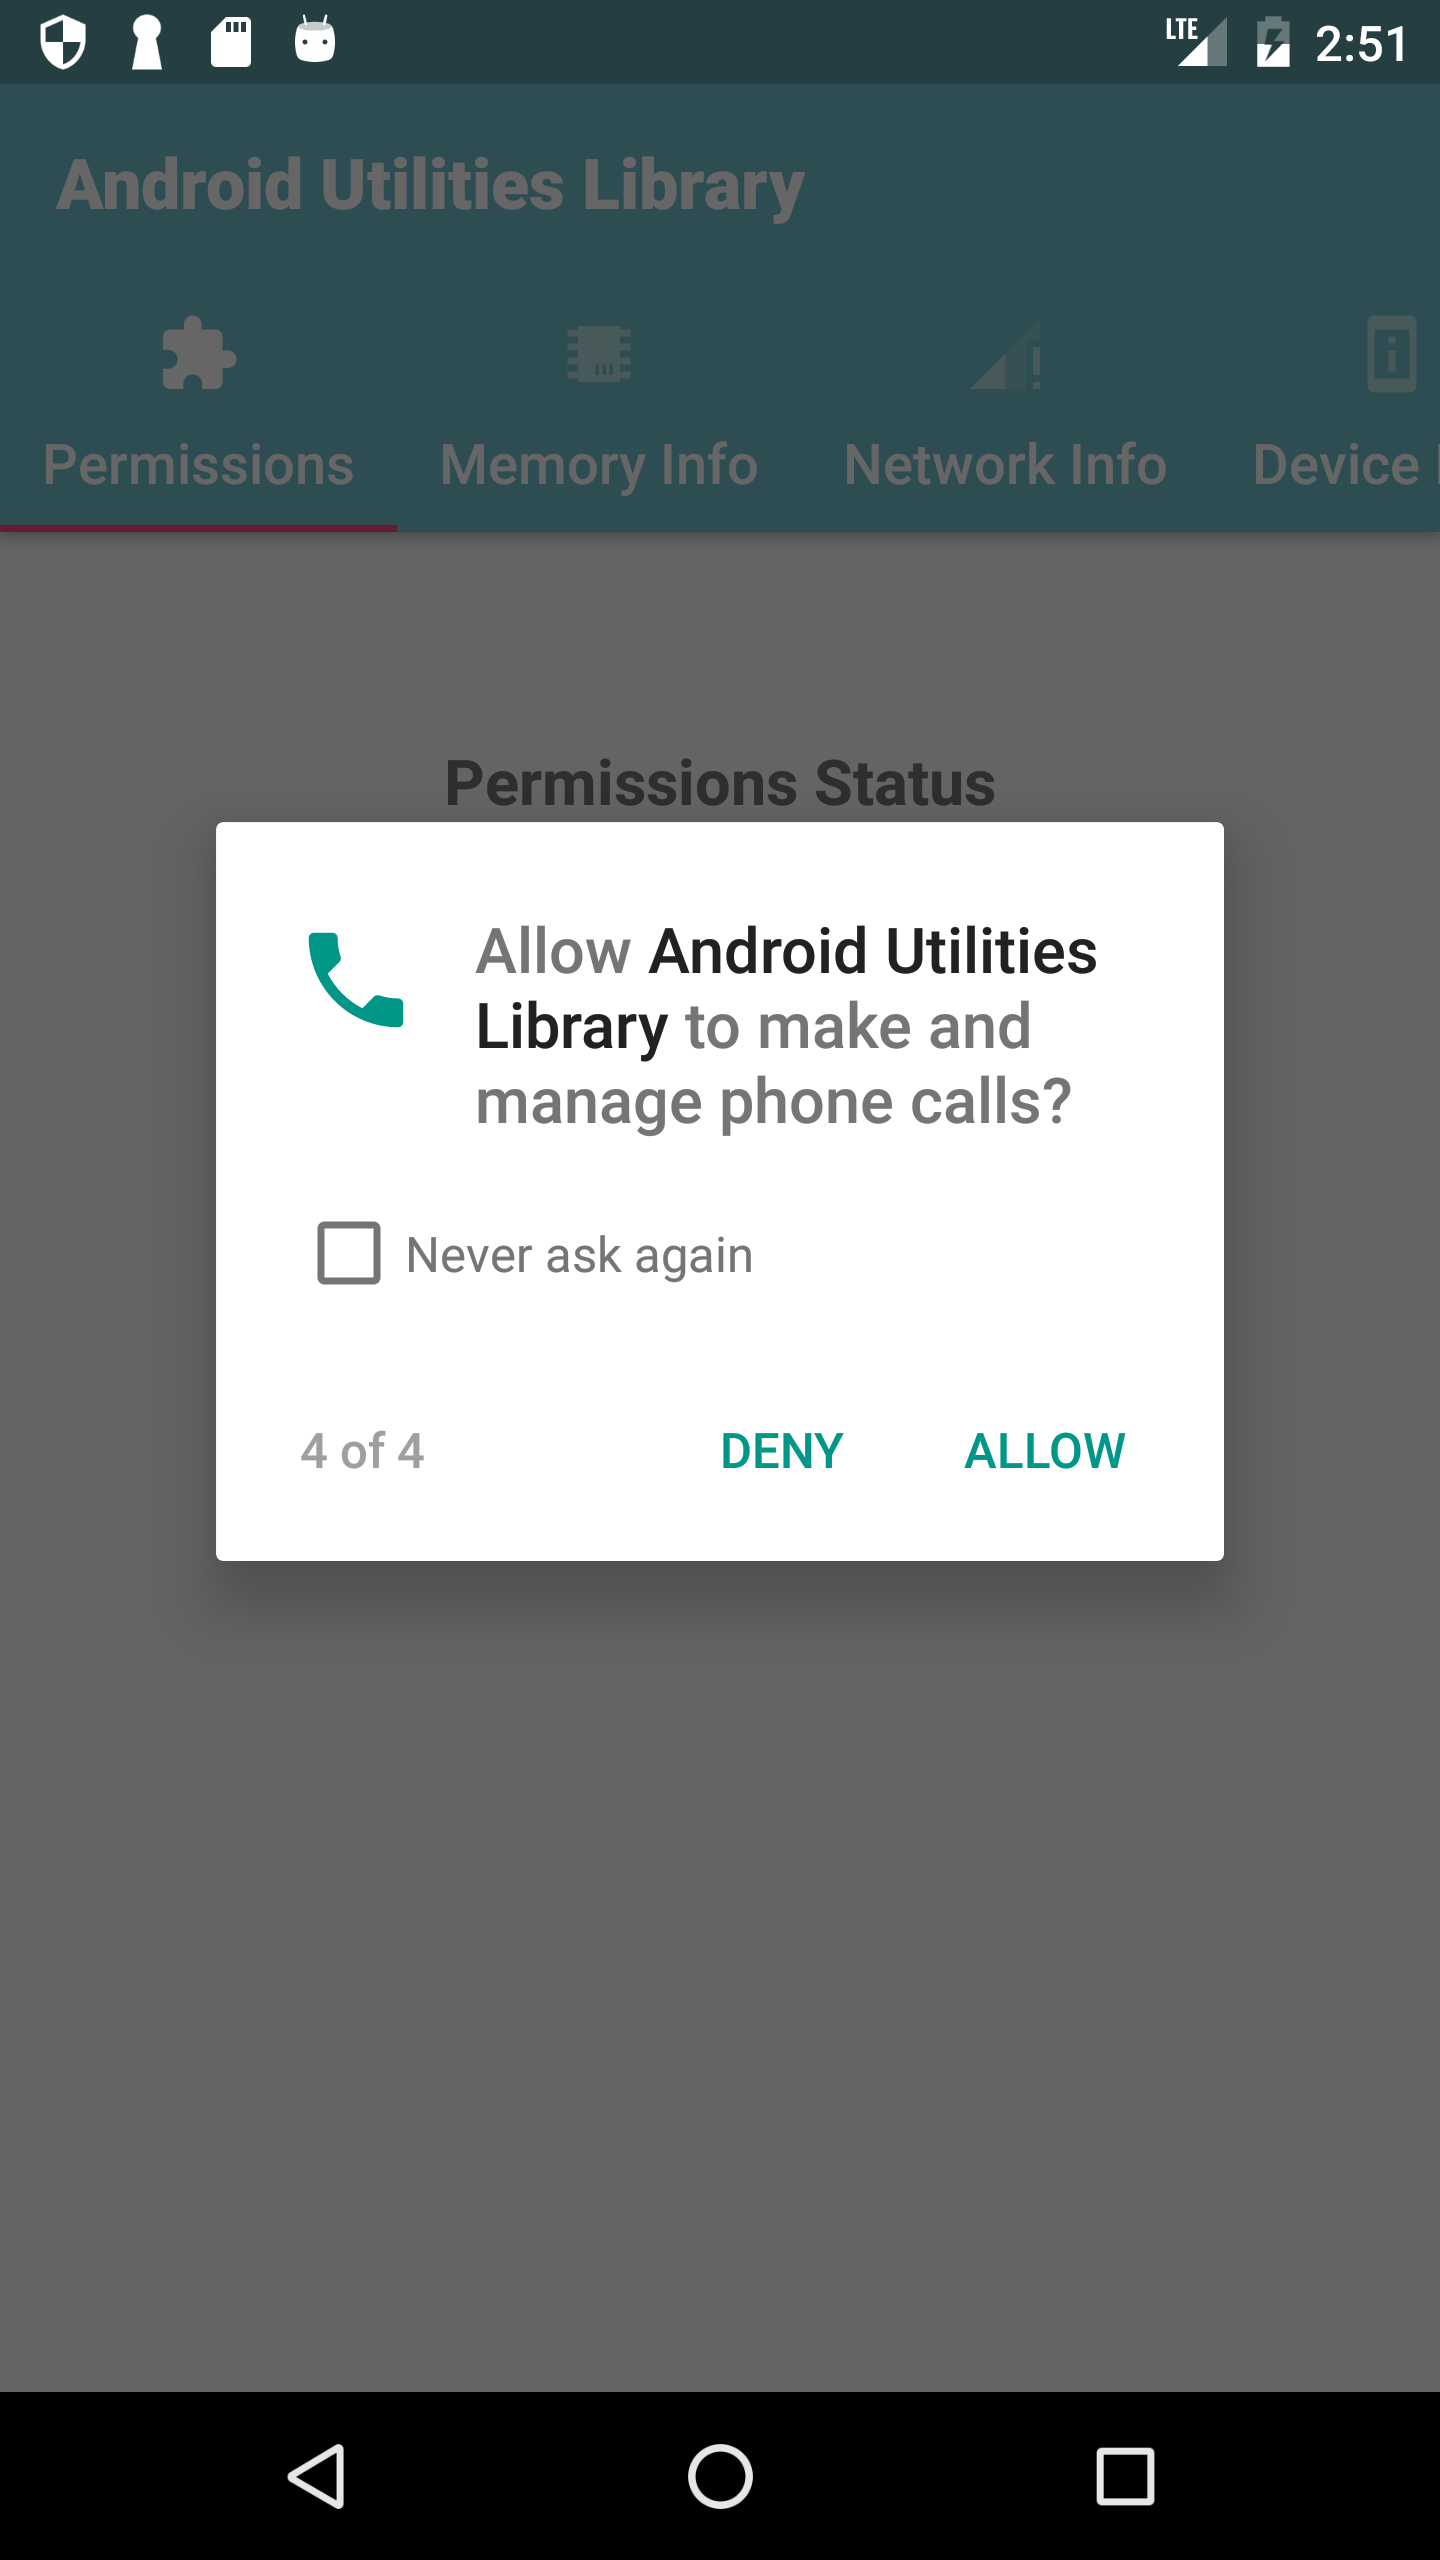 LTE 2:51
Android Utilities Library
Permissions Memory Info Network Info Device
Permissions Status
Allow Android Utilities
Library to make and
manage phone calls?
Never ask again
4 of 4 DENY ALLOW